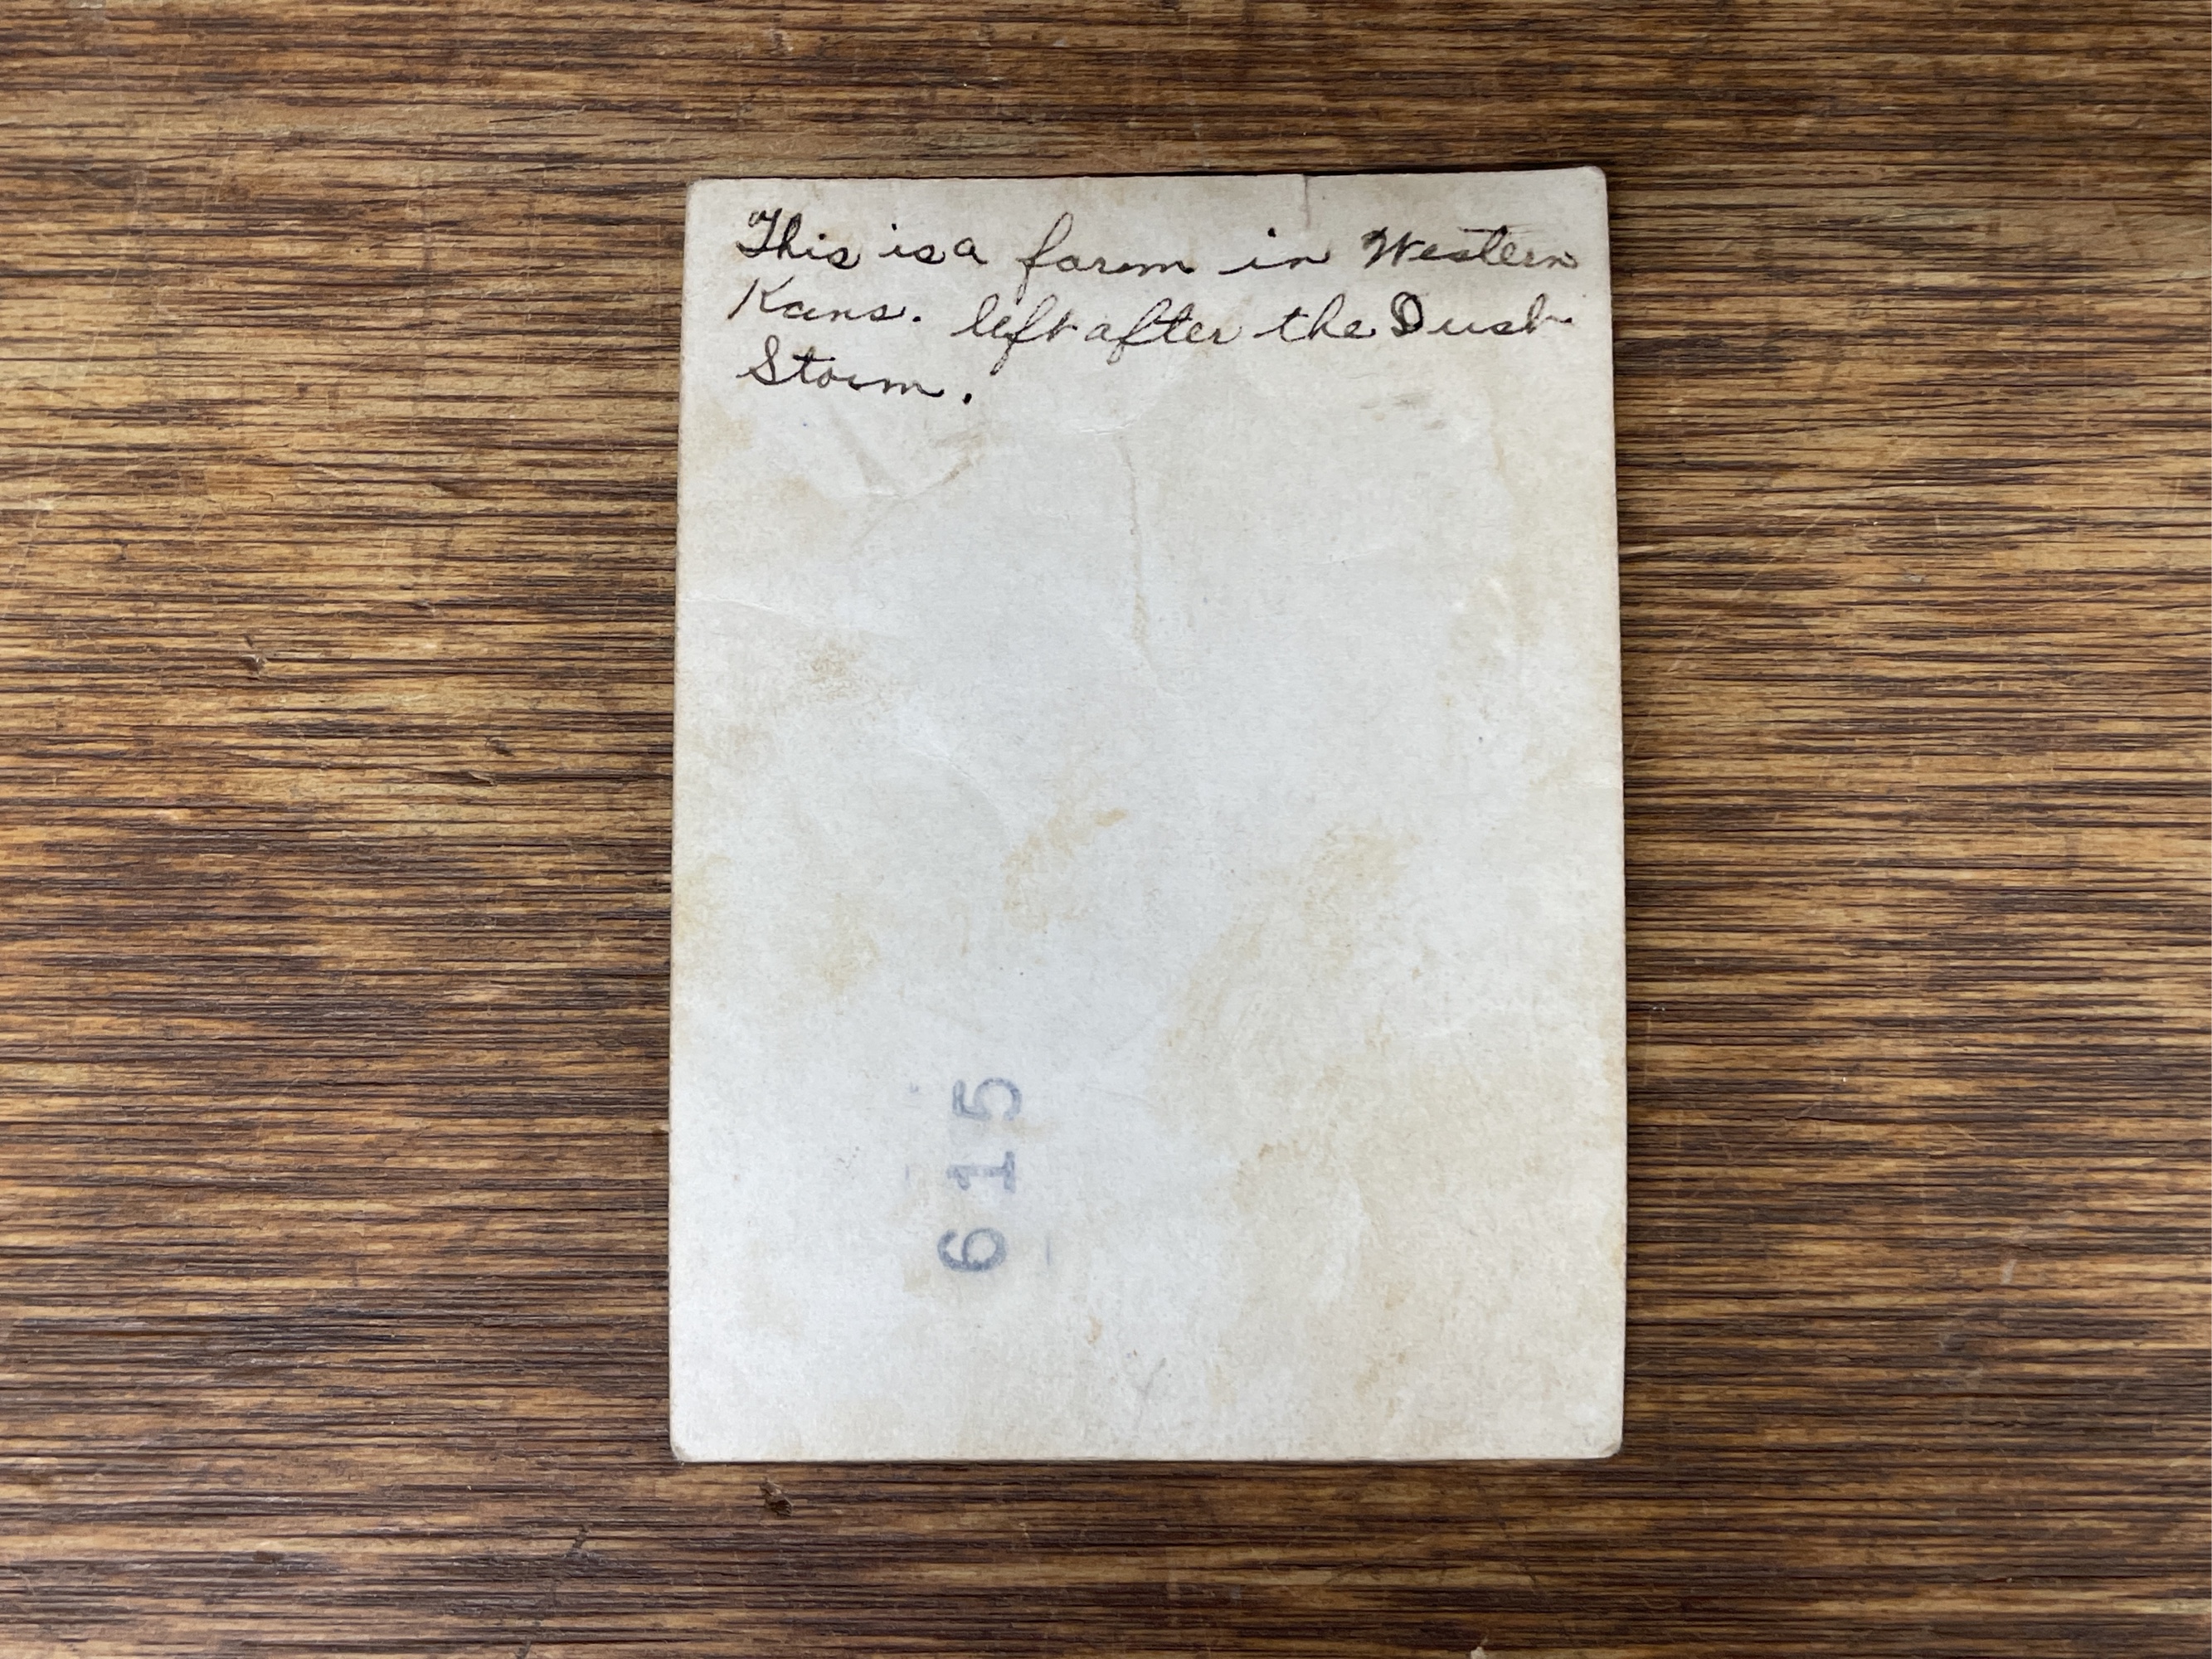 This is a farm in Western
Kans. left after the Dust
Storm.
615